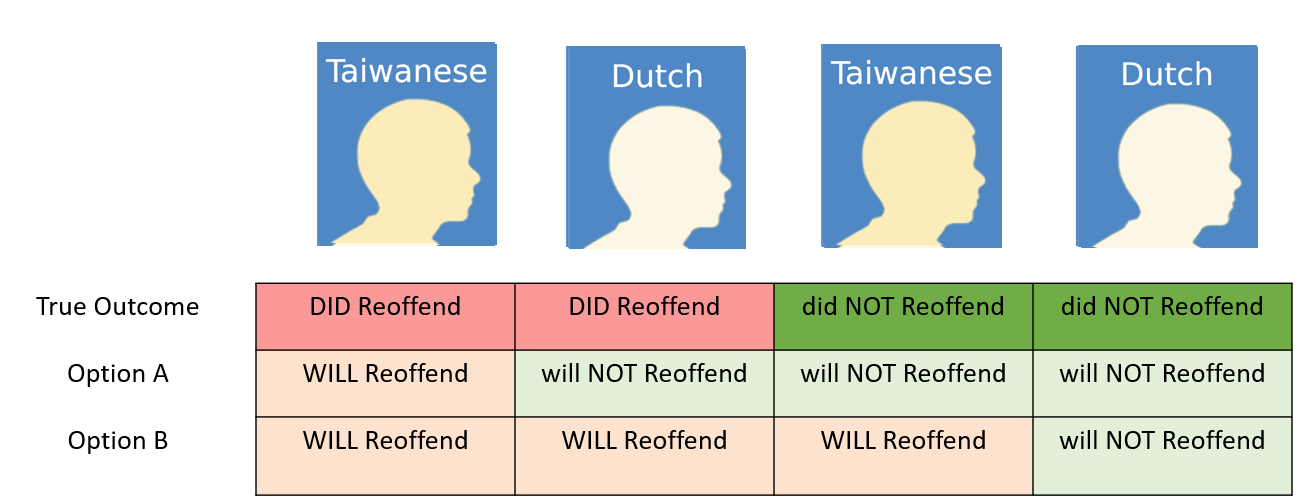 Taiwanese
Dutch
Taiwanese
Dutch
True Outcome DID Reoffend DID Reoffend did NOT Reoffend did NOT Reoffend
Option A WILL Reoffend will NOT Reoffend will NOT Reoffend will NOT Reoffend
Option B WILL Reoffend WILL Reoffend WILL Reoffend will NOT Reoffend